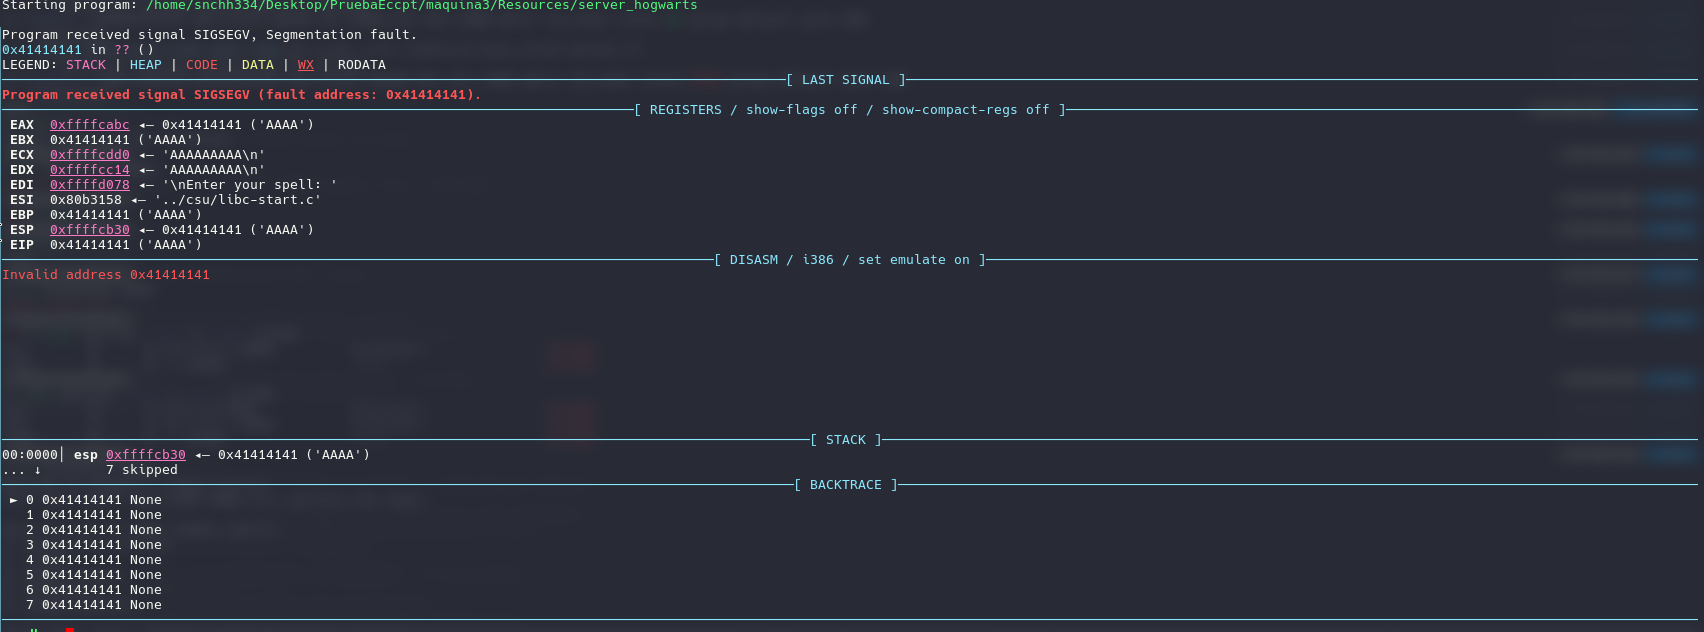 Starting program: /home/snchh334/Desktop/PruebaEccpt/maquina3/Resources/server_hogwarts
Program received signal SIGSEGV, Segmentation fault.
0x41414141 in ?? ()
LEGEND: STACK | HEAP | CODE | DATA | WX | RODATA
[ LAST SIGNAL ]
Program received signal SIGSEGV (fault address: 0x41414141).
[ REGISTERS / show-flags off / show-compact-regs off ]
EAX 0xffffcabc ◂— 0x41414141 ('AAAA')
EBX 0x41414141 ('AAAA')
ECX 0xffffcdd0 ◂— 'AAAAAAAAA\n'
EDX 0xffffcc14 ◂— 'AAAAAAAAA\n'
EDI 0xffffd078 ◂— '\nEnter your spell: '
ESI 0x80b3158 ◂— '../csu/libc-start.c'
EBP 0x41414141 ('AAAA')
ESP 0xffffcb30 ◂— 0x41414141 ('AAAA')
EIP 0x41414141 ('AAAA')
[ DISASM / i386 / set emulate on ]
Invalid address 0x41414141
[ STACK ]
00:0000│ esp 0xffffcb30 ◂— 0x41414141 ('AAAA')
... ↓ 7 skipped
[ BACKTRACE ]
► 0 0x41414141 None
1 0x41414141 None
2 0x41414141 None
3 0x41414141 None
4 0x41414141 None
5 0x41414141 None
6 0x41414141 None
7 0x41414141 None